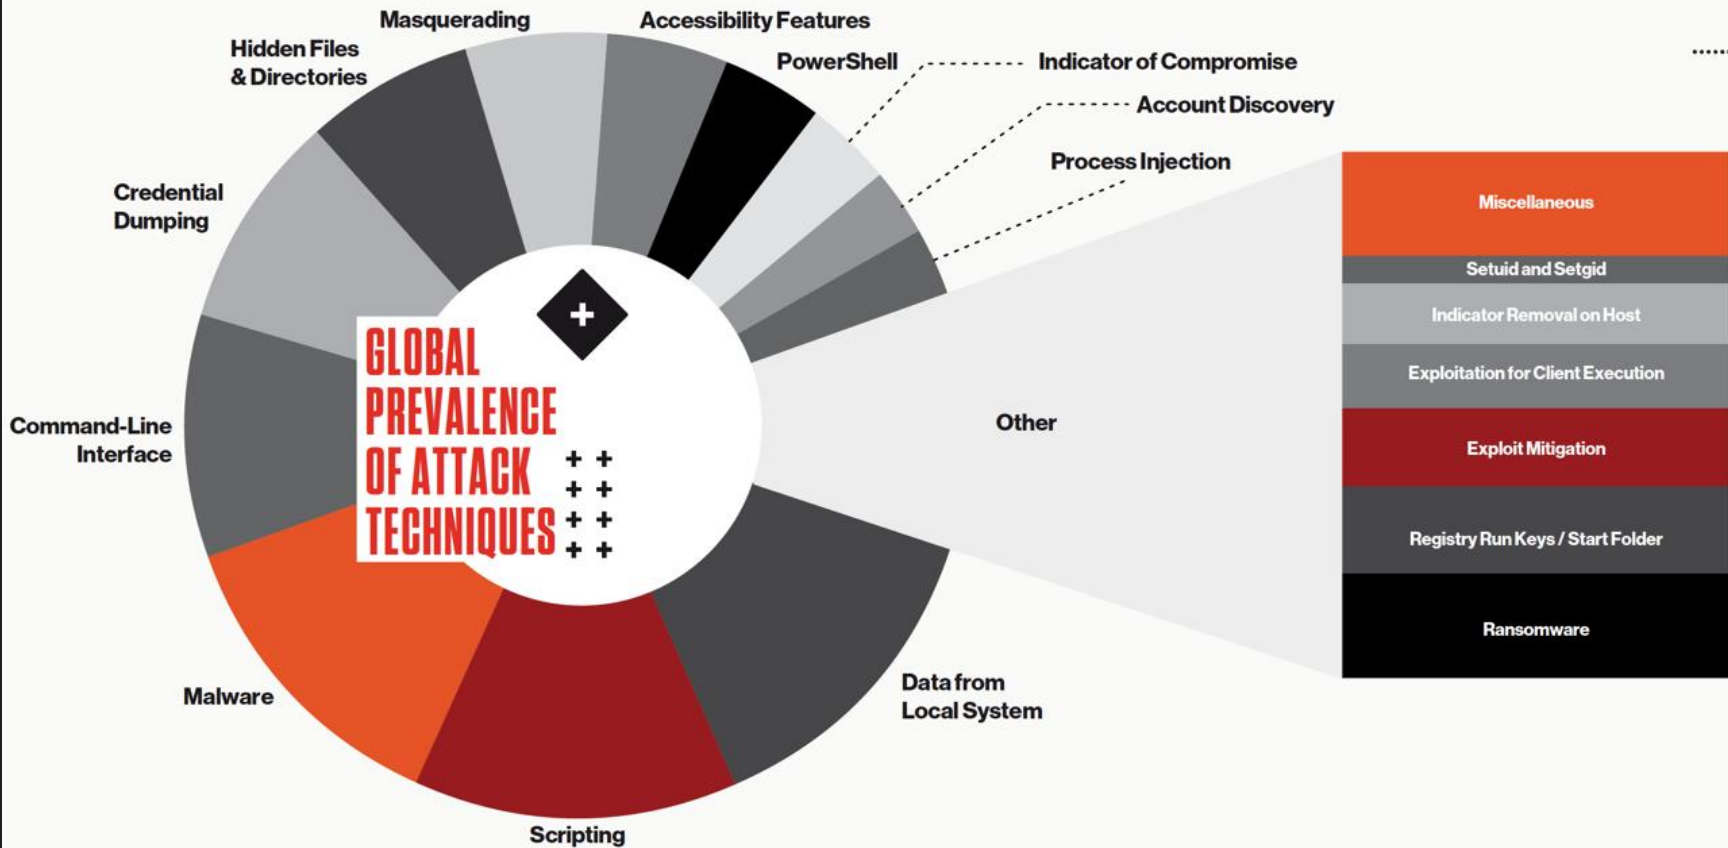 Masquerading
Accessibility Features
Hidden Files
& Directories
PowerShell
Indicator of Compromise
Account Discovery
Process Injection
Credential
Dumping
Command-Line
Interface
GLOBAL
PREVALENCE
OF ATTACK
TECHNIQUES
Other
Malware
Scripting
Data from
Local System
Miscellaneous
Setuid and Setgid
Indicator Removal on Host
Exploitation for Client Execution
Exploit Mitigation
Registry Run Keys / Start Folder
Ransomware